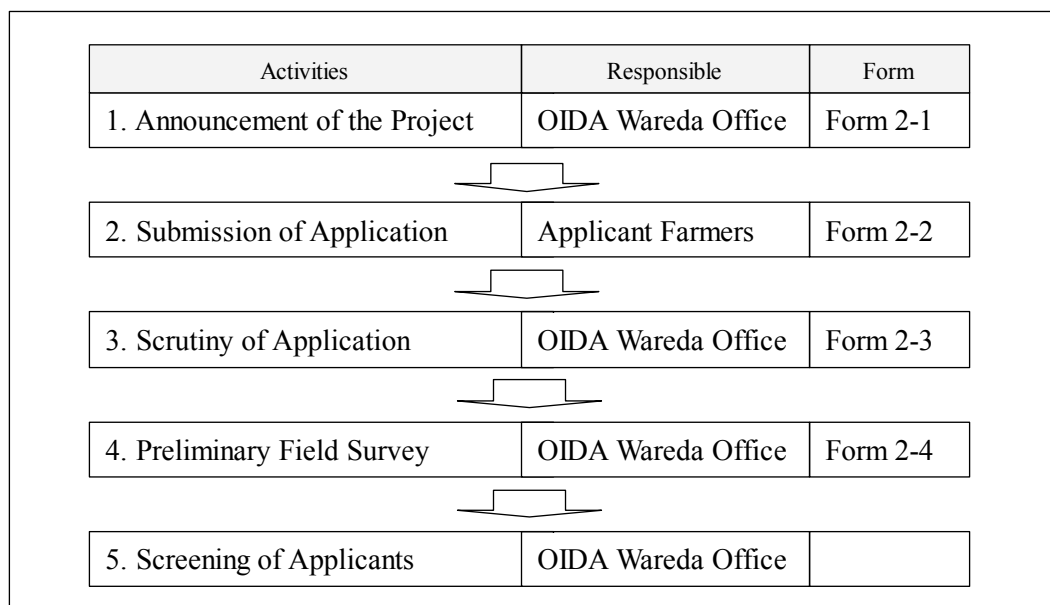 Activities Responsible Form
1. Announcement of the Project OIDA Wareda Office Form 2-1
2. Submission of Application Applicant Farmers Form 2-2
3. Scrutiny of Application OIDA Wareda Office Form 2-3
4. Preliminary Field Survey OIDA Wareda Office Form 2-4
5. Screening of Applicants OIDA Wareda Office